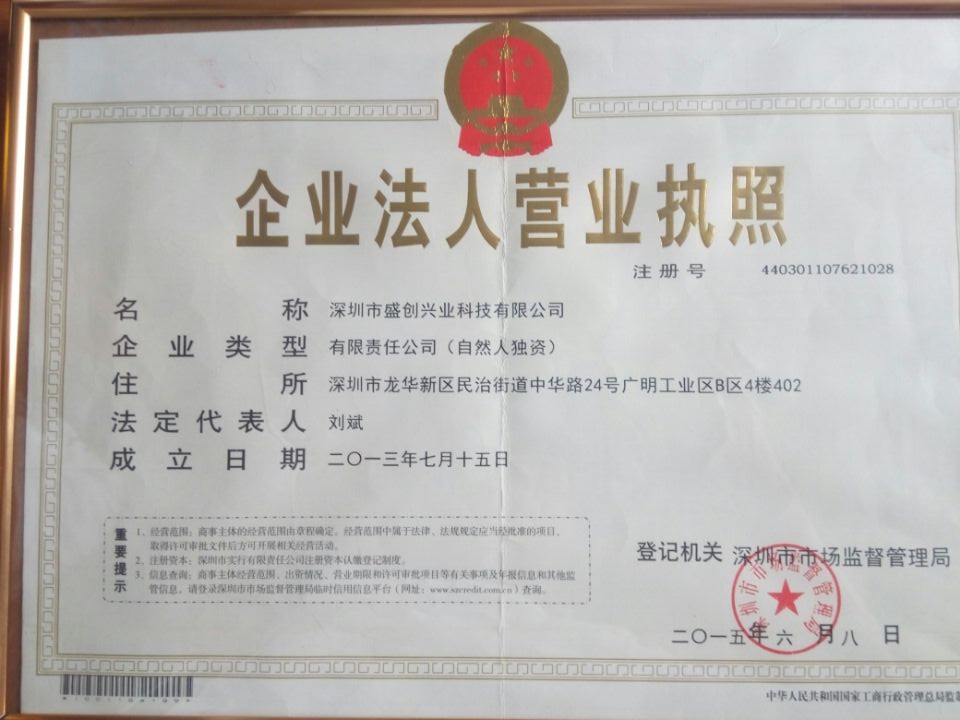 企业法人营业执照
注册号 440301107621028
名称 深圳市盛创兴业科技有限公司
企业类型 有限责任公司（自然人独资）
住所 深圳市龙华新区民治街道中华路24号广明工业区B区4楼402
法定代表人 刘斌
成立日期 二〇一三年七月十五日
重要提示
1、经营范围：商事主体的经营范围由章程确定。经营范围中属于法律、法规规定应当经批准的项目，
取得许可审批文件后方可开展相关经营活动。
2、注册资本：深圳市实行有限责任公司注册资本认缴登记制度。
3、信息查询：商事主体经营范围、出资情况、营业期限和许可审批项目等有关事项及年报信息和其他监
管信息，请登录深圳市市场监督管理局临时信用信息平台（网址：www.szcredit.com.cn）查询。
登记机关 深圳市市场监督管理局
深圳市市场监督管理局
二〇一五年六月八日
中华人民共和国国家工商行政管理总局监制